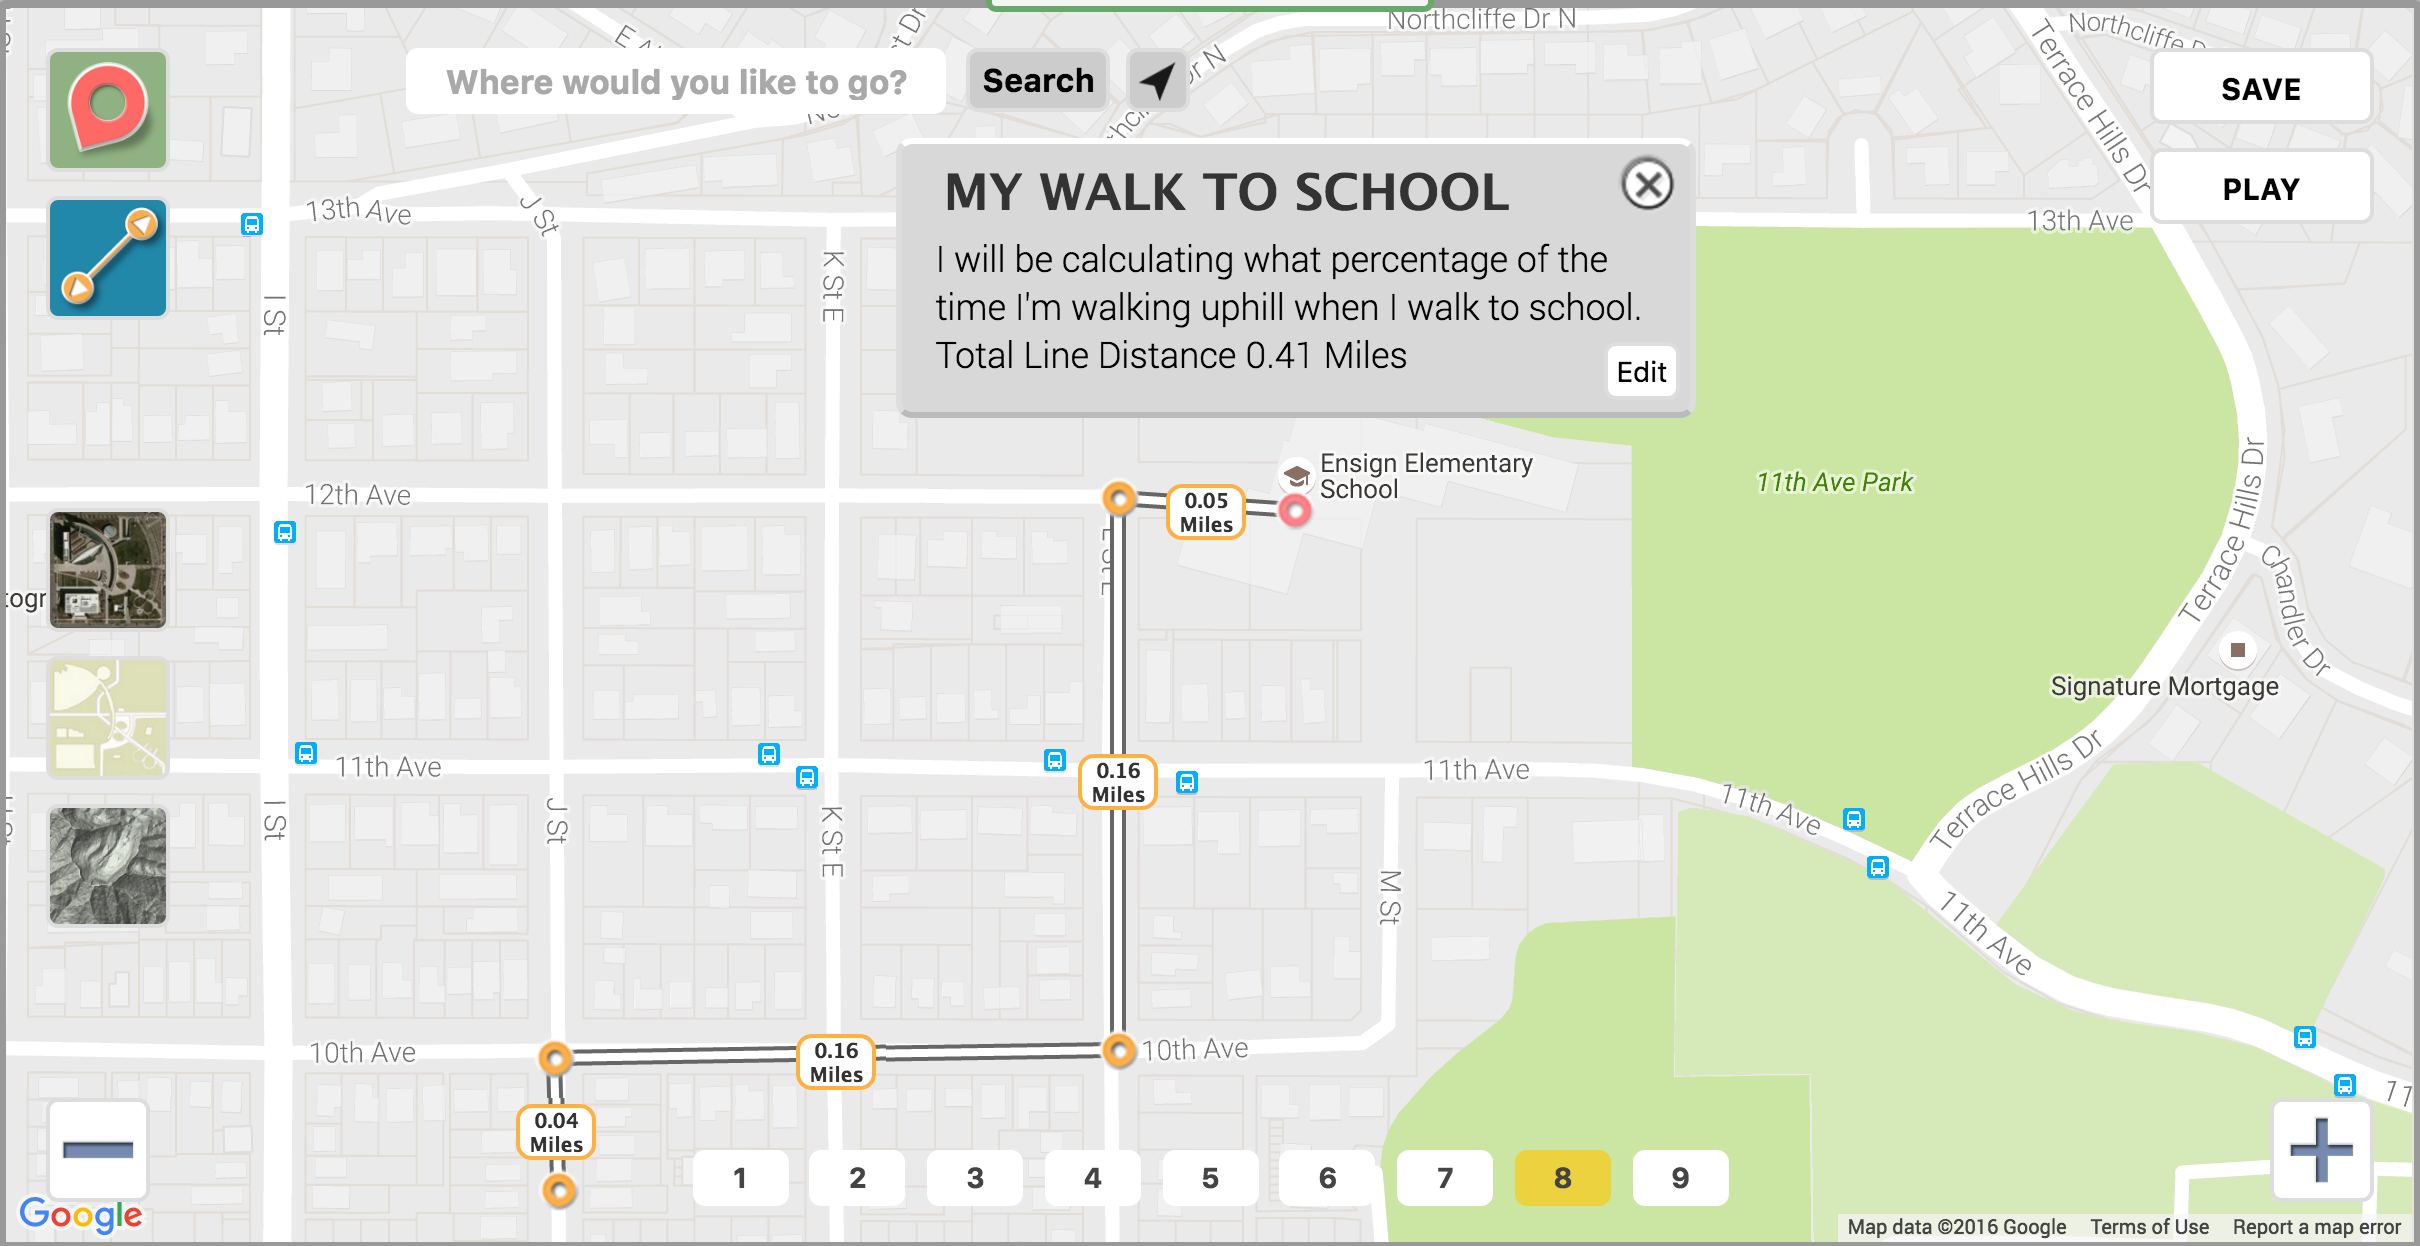 Northcliffe Dr N
Northcliffe
Terrace Hills Dr
Where would you like to go?
Search
SAVE
MY WALK TO SCHOOL
PLAY
I will be calculating what percentage of the
time I'm walking uphill when I walk to school.
Total Line Distance 0.41 Miles
Edit
13th Ave
J St
13th Ave
K St E
I St
12th Ave
Ensign Elementary
School
0.05
Miles
11th Ave Park
Terrace Hills Dr
Terrace Hills Dr
Chandler Dr
Signature Mortgage
11th Ave
0.16
Miles
11th Ave
11th Ave
Terrace Hills Dr
I St
J St
K St E
M St
11th Ave
10th Ave
0.16
Miles
10th Ave
0.04
Miles
1
2
3
4
5
6
7
8
9
Google
Map data ©2016 Google
Terms of Use
Report a map error